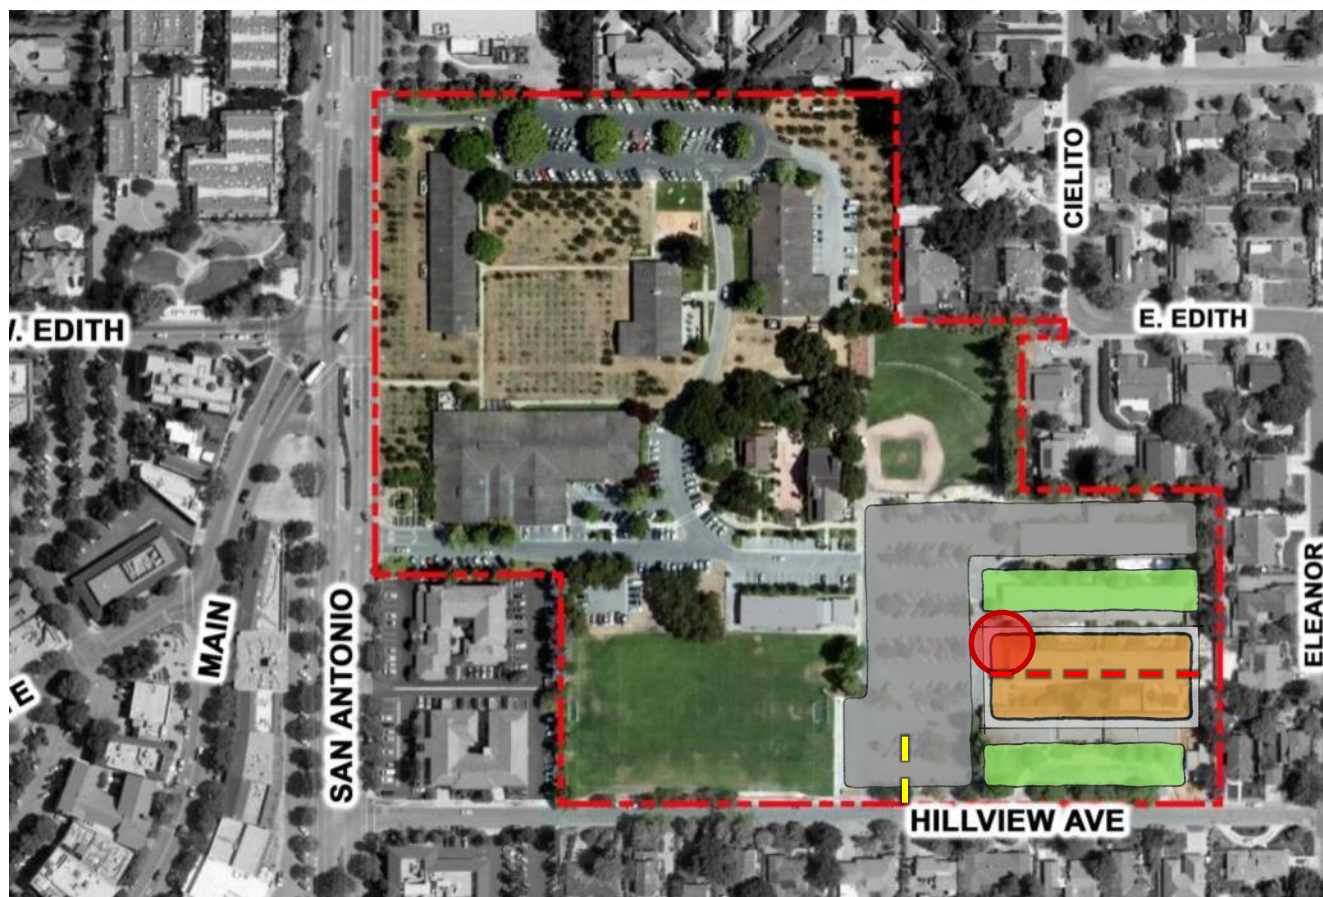 CIELITO
E. EDITH
. EDITH
ELEANOR
MAIN
SAN ANTONIO
E
HILLVIEW AVE